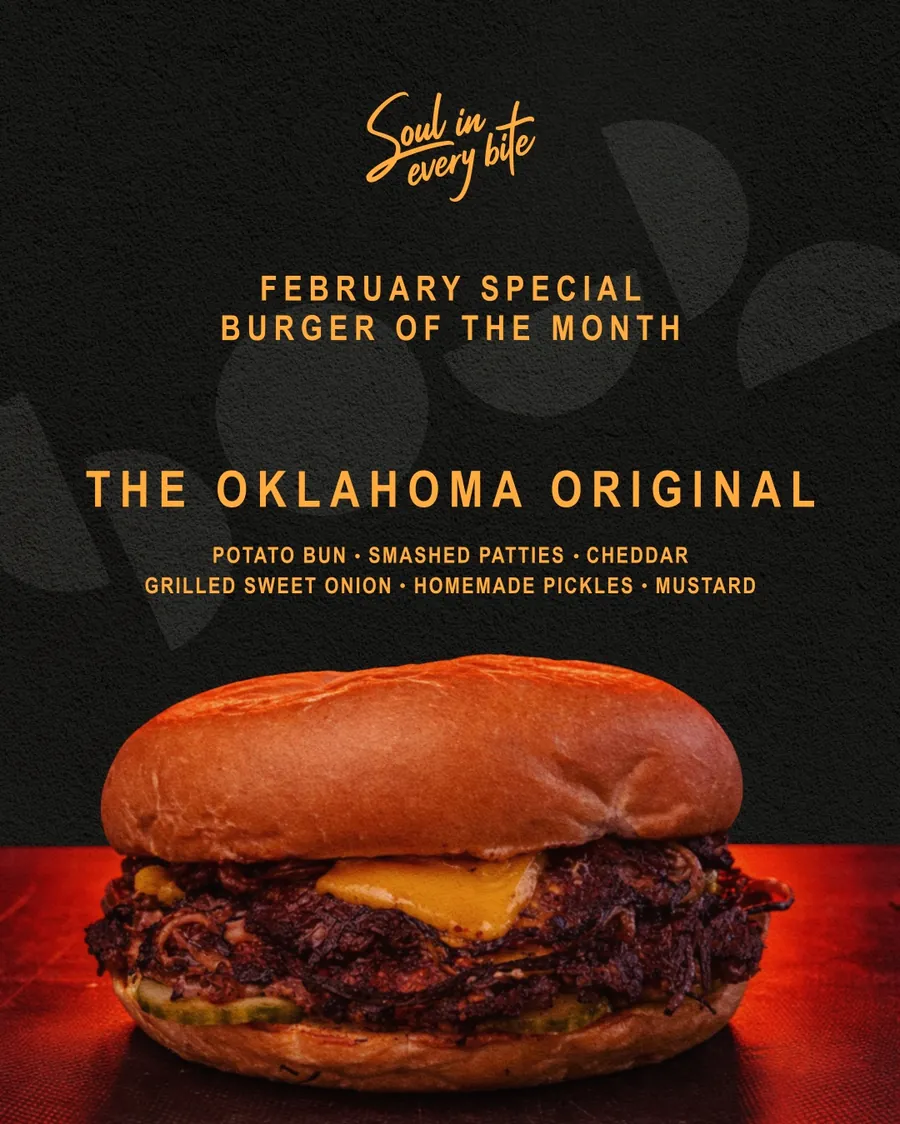 Soul in
every bite
FEBRUARY SPECIAL
BURGER OF THE MONTH
THE OKLAHOMA ORIGINAL
POTATO BUN • SMASHED PATTIES • CHEDDAR
GRILLED SWEET ONION • HOMEMADE PICKLES • MUSTARD